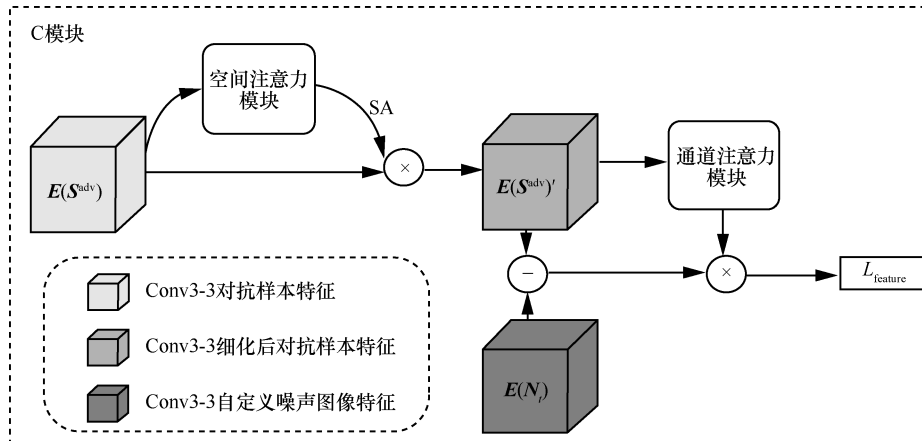 C模块
空间注意力
模块
SA
×
E(S^adv)
E(S^adv)′
通道注意力
模块
−
×
L_feature
E(N_l)
Conv3-3对抗样本特征
Conv3-3细化后对抗样本特征
Conv3-3自定义噪声图像特征